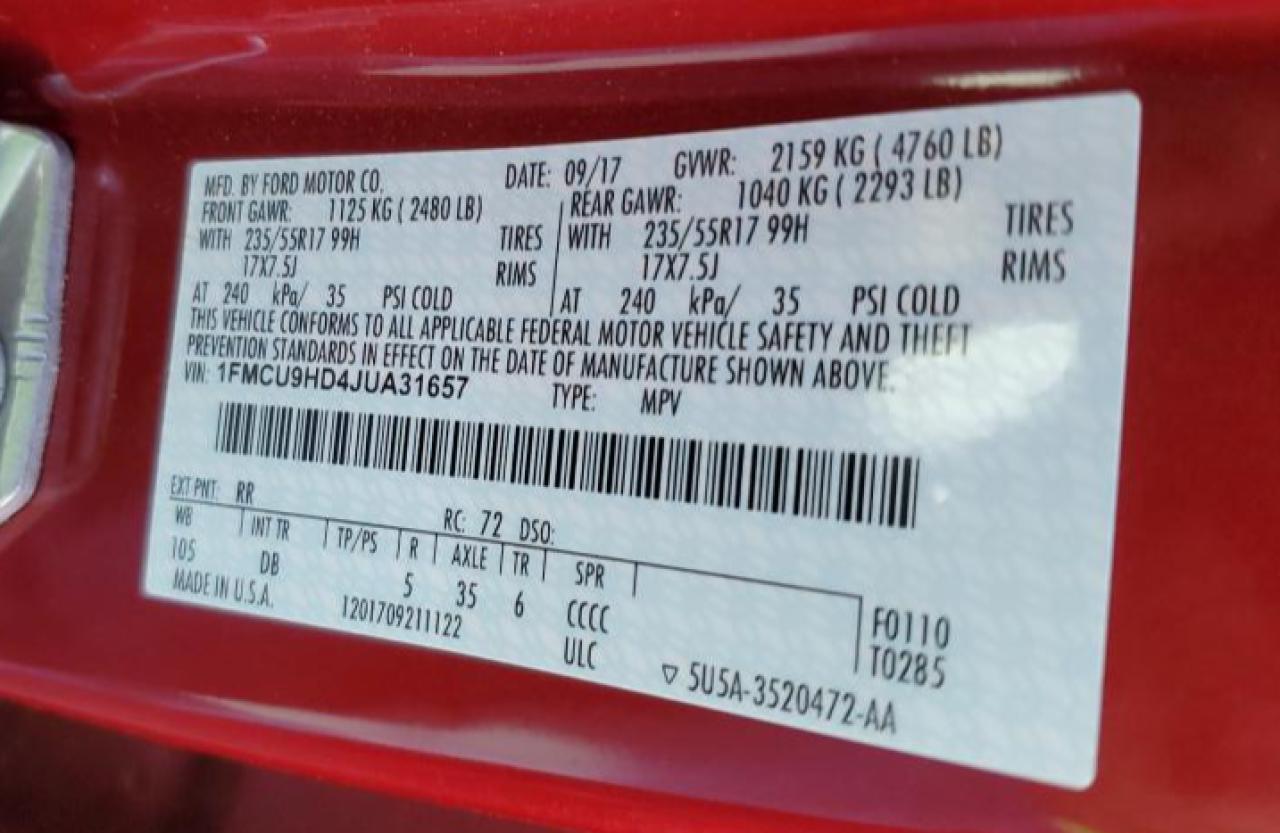 MFD. BY FORD MOTOR CO. DATE: 09/17 GVWR: 2159 KG ( 4760 LB)
FRONT GAWR: 1125 KG ( 2480 LB) REAR GAWR: 1040 KG ( 2293 LB)
WITH 235/55R17 99H TIRES WITH 235/55R17 99H TIRES
17X7.5J RIMS 17X7.5J RIMS
AT 240 kPa/ 35 PSI COLD AT 240 kPa/ 35 PSI COLD
THIS VEHICLE CONFORMS TO ALL APPLICABLE FEDERAL MOTOR VEHICLE SAFETY AND THEFT
PREVENTION STANDARDS IN EFFECT ON THE DATE OF MANUFACTURE SHOWN ABOVE.
VIN: 1FMCU9HD4JUA31657 TYPE: MPV
EXT PNT: RR RC: 72 DSO:
WB INT TR TP/PS R AXLE TR SPR
105 DB 5 35 6 CCCC F0110
MADE IN U.S.A. 1201709211122 ULC T0285
▽ 5U5A-3520472-AA